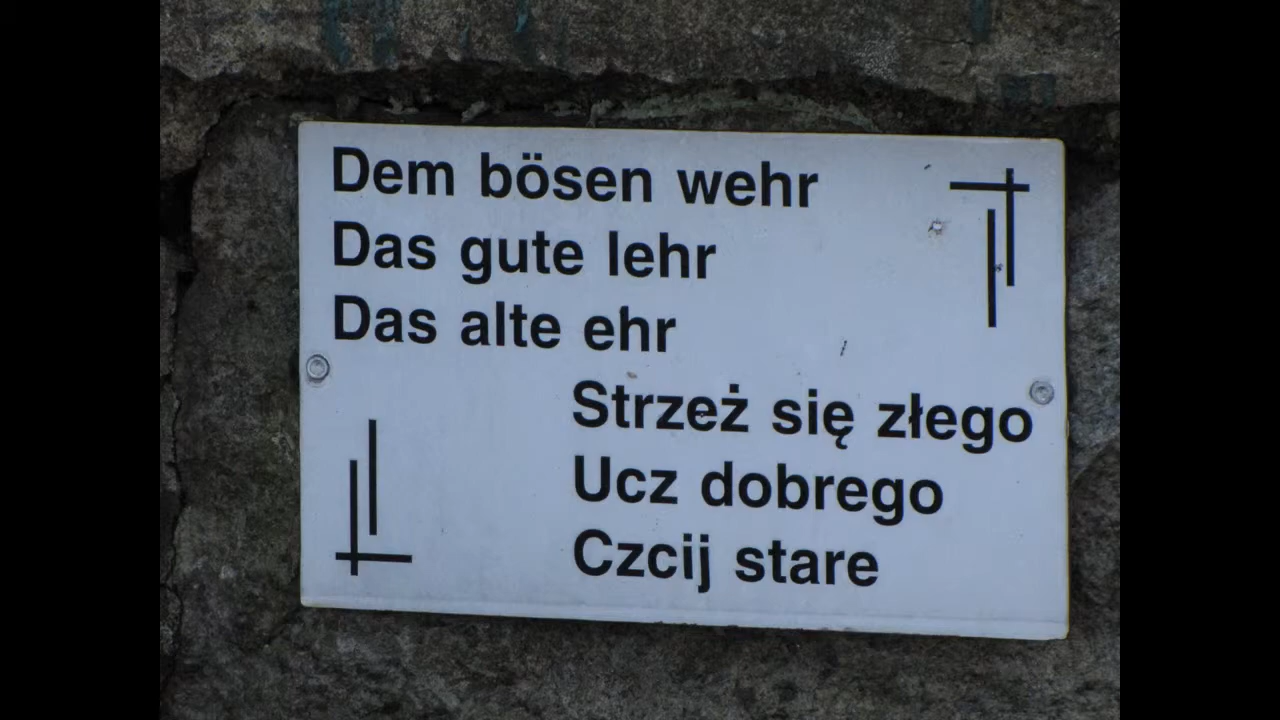 Dem bösen wehr
Das gute lehr
Das alte ehr
Strzeż się złego
Ucz dobrego
Czcij stare